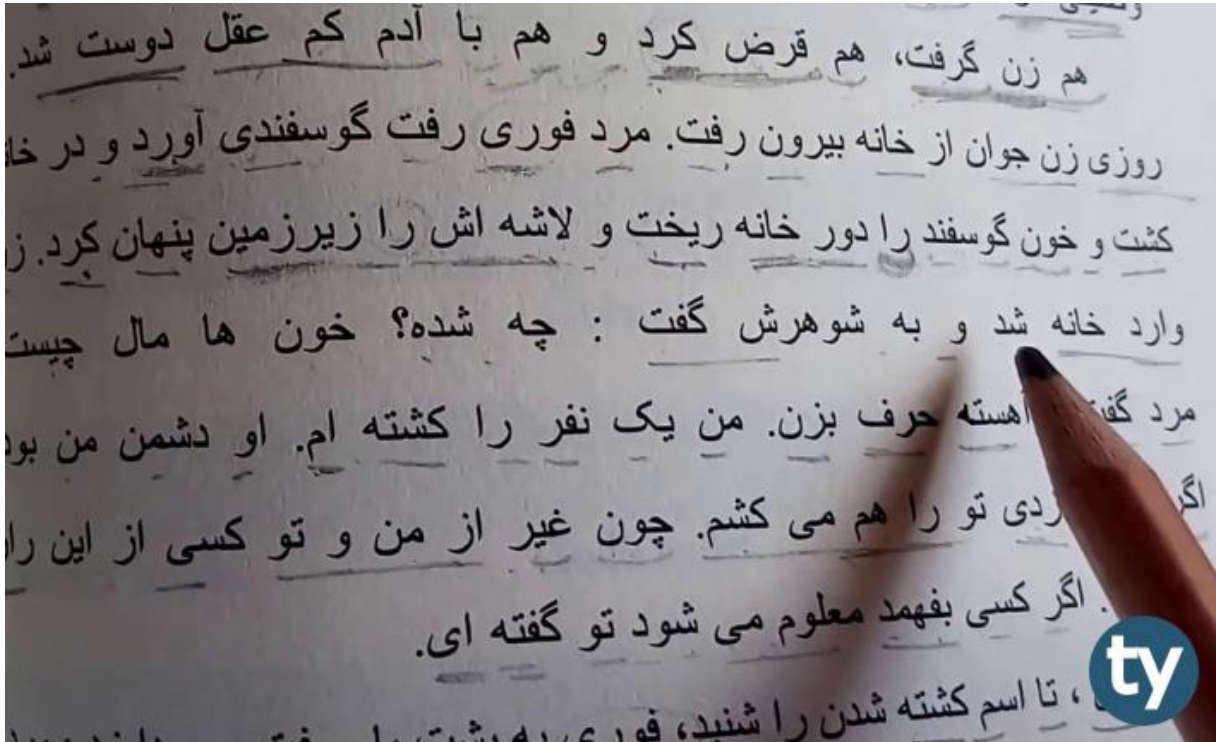 هم زن گرفت، هم قرض کرد و هم با آدم کم عقل دوست شد.
روزی زن جوان از خانه بیرون رفت. مرد فوری رفت گوسفندی آورد و در
کشت و خون گوسفند را دور خانه ریخت و لاشه اش را زیرزمین پنهان کرد.
وارد خانه شد و به شوهرش گفت : چه شده؟ خون ها مال چیست
مرد آهسته حرف بزن. من یک نفر را کشته ام. او دشمن من
تو را هم می کشم. چون غیر از من و تو کسی از این
. اگر کسی بفهمد معلوم می شود تو گفته ای.
، تا اسم کشته شدن را شنید، فوری
ty